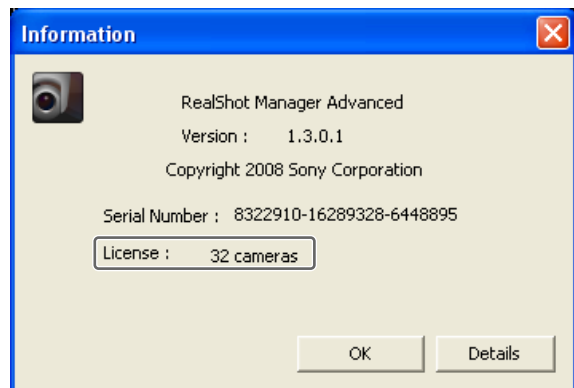 Information
RealShot Manager Advanced
Version : 1.3.0.1
Copyright 2008 Sony Corporation
Serial Number : 8322910-16289328-6448895
License : 32 cameras
OK Details